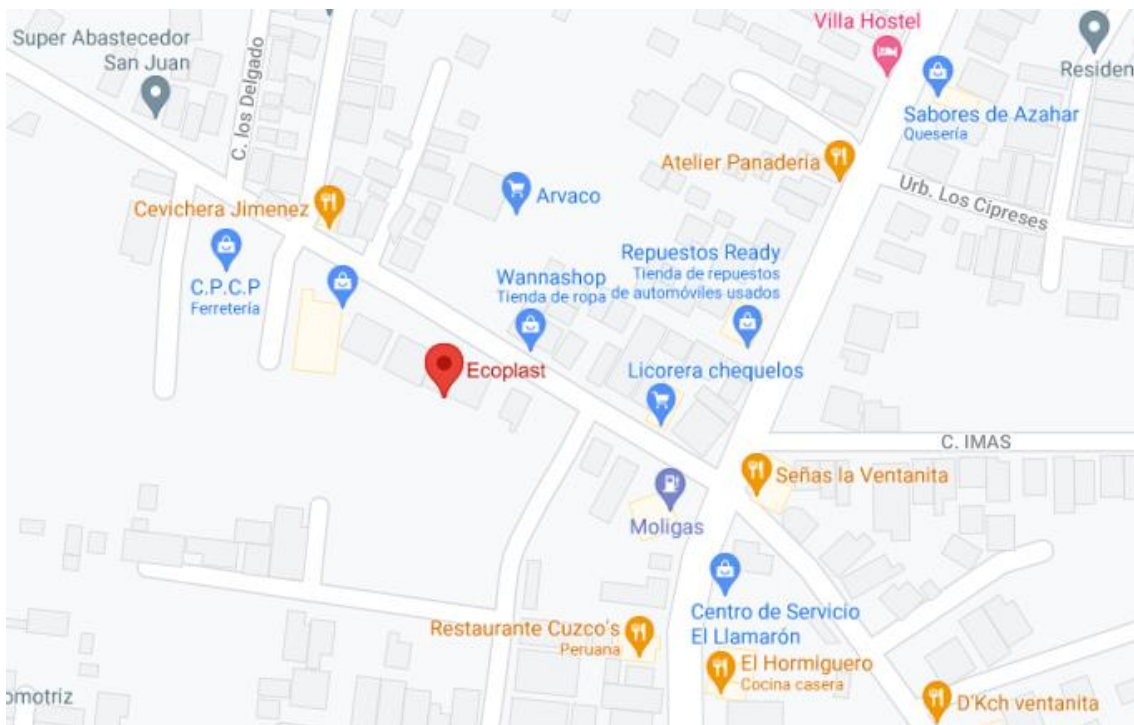 Villa Hostel
Super Abastecedor
San Juan
Residen
C. los Delgado
Sabores de Azahar
Quesería
Atelier Panaderia
Urb. Los Cipreses
Arvaco
Cevichera Jimenez
C.P.C.P
Ferretería
Repuestos Ready
Tienda de repuestos
de automóviles usados
Wannashop
Tienda de ropa
Ecoplast
Licorera chequelos
C. IMAS
Señas la Ventanita
Moligas
Centro de Servicio
El Llamarón
Restaurante Cuzco's
Peruana
El Hormiguero
Cocina casera
D'Kch ventanita
omotriz